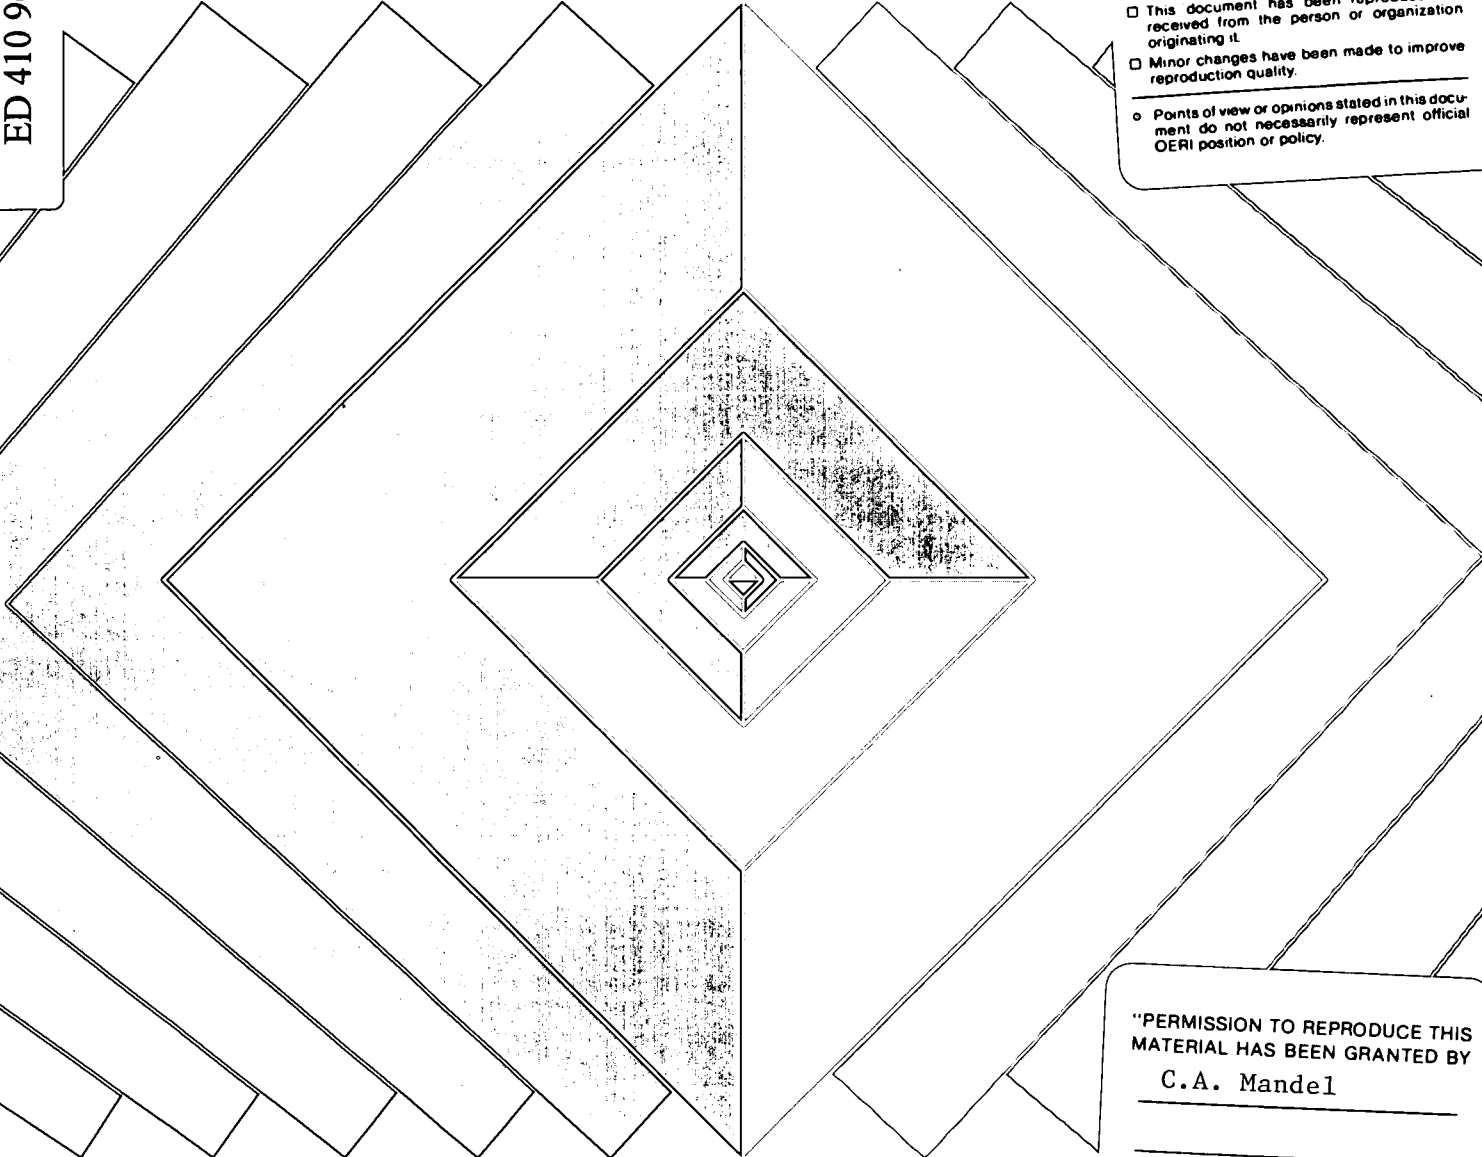 ED 410 9
□ This document has been
received from the person or organization
originating it.
□ Minor changes have been made to improve
reproduction quality.
° Points of view or opinions stated in this docu-
ment do not necessarily represent official
OERI position or policy.
"PERMISSION TO REPRODUCE THIS
MATERIAL HAS BEEN GRANTED BY
C.A. Mandel